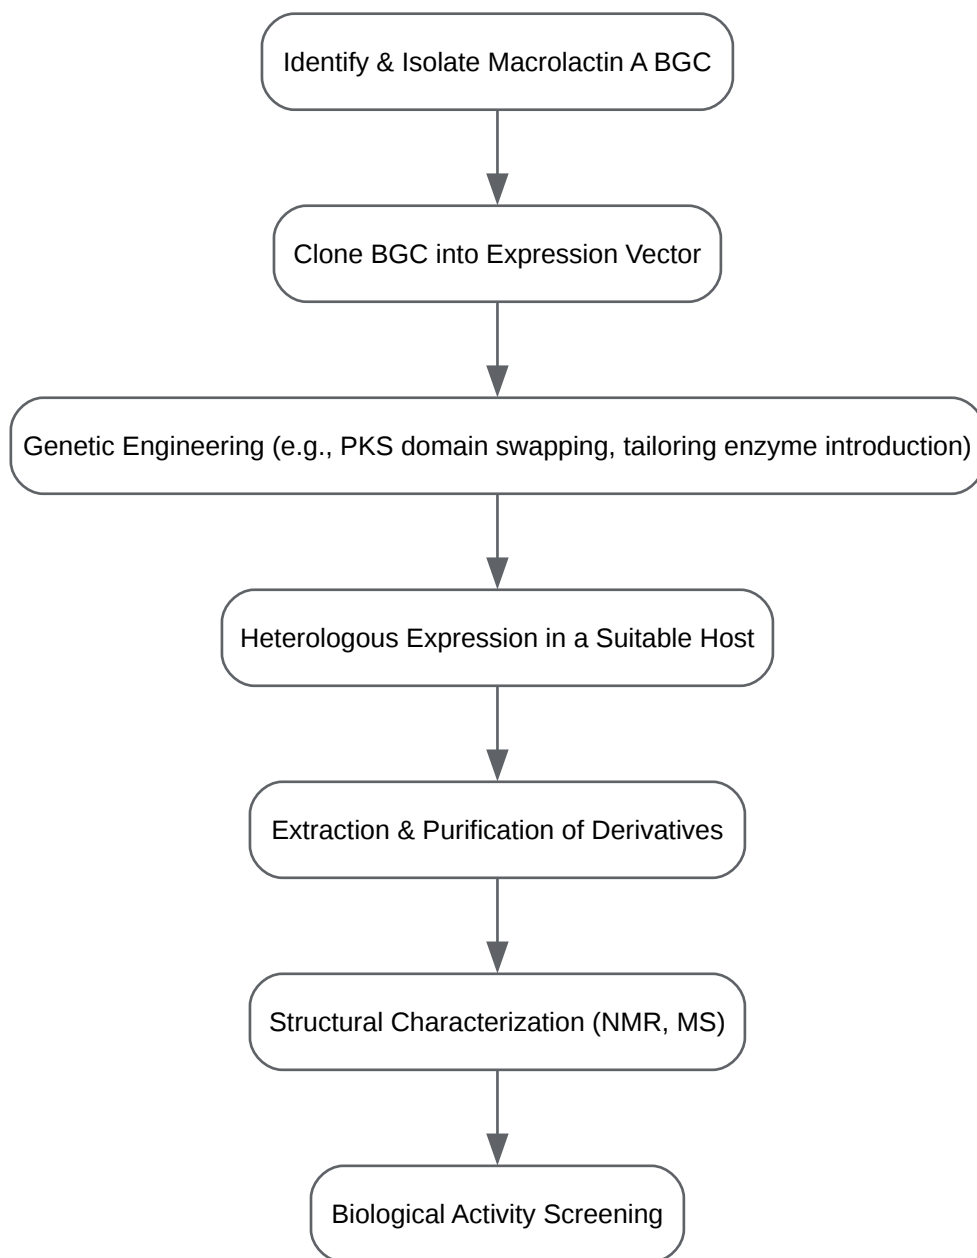 Identify & Isolate Macrolactin A BGC
Clone BGC into Expression Vector
Genetic Engineering (e.g., PKS domain swapping, tailoring enzyme introduction)
Heterologous Expression in a Suitable Host
Extraction & Purification of Derivatives
Structural Characterization (NMR, MS)
Biological Activity Screening